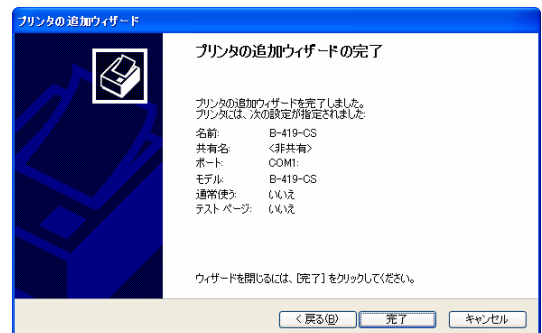 プリンタの追加ウィザード
プリンタの追加ウィザードの完了
プリンタの追加ウィザードを完了しました。
プリンタには、次の設定が指定されました:
名前: B-419-CS
共有名: <非共有>
ポート: COM1:
モデル: B-419-CS
通常使う: いいえ
テスト ページ: いいえ
ウィザードを閉じるには、[完了] をクリックしてください。
< 戻る(B) 完了 キャンセル